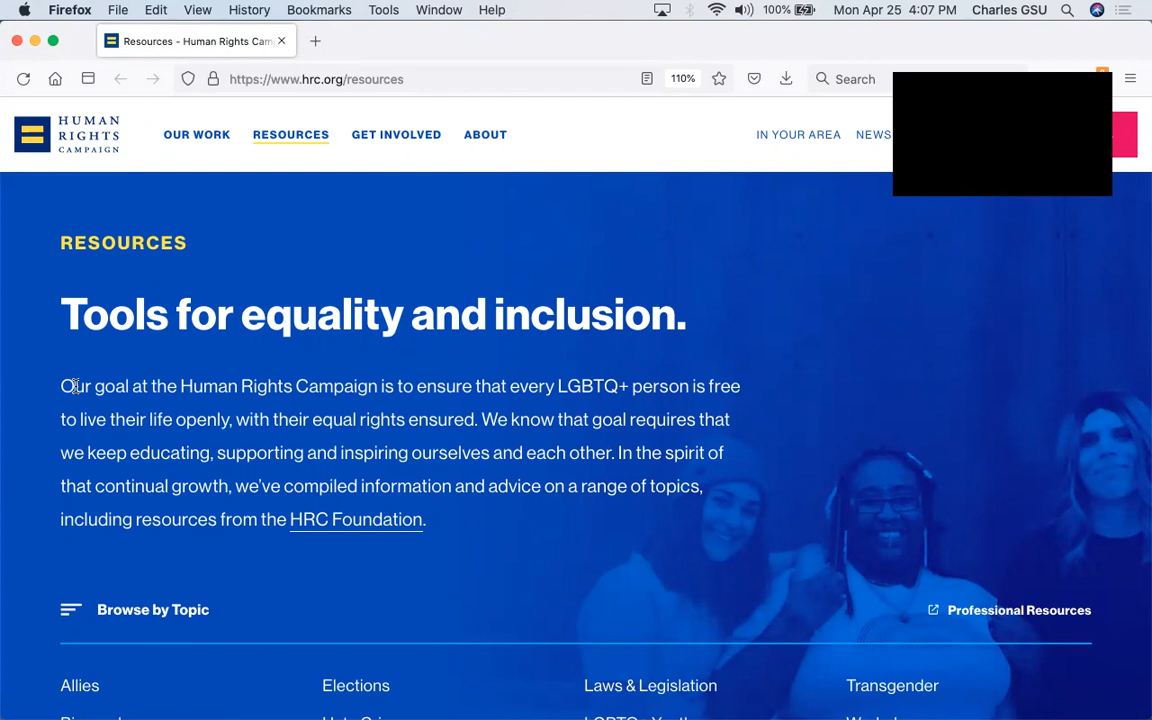 Firefox File Edit View History Bookmarks Tools Window Help 100% Mon Apr 25 4:07 PM Charles GSU
Resources - Human Rights Cam
https://www.hrc.org/resources 110% Search
HUMAN
RIGHTS
CAMPAIGN
OUR WORK RESOURCES GET INVOLVED ABOUT IN YOUR AREA NEWS
RESOURCES
Tools for equality and inclusion.
Our goal at the Human Rights Campaign is to ensure that every LGBTQ+ person is free
to live their life openly, with their equal rights ensured. We know that goal requires that
we keep educating, supporting and inspiring ourselves and each other. In the spirit of
that continual growth, we've compiled information and advice on a range of topics,
including resources from the HRC Foundation.
Browse by Topic Professional Resources
Allies Elections Laws & Legislation Transgender